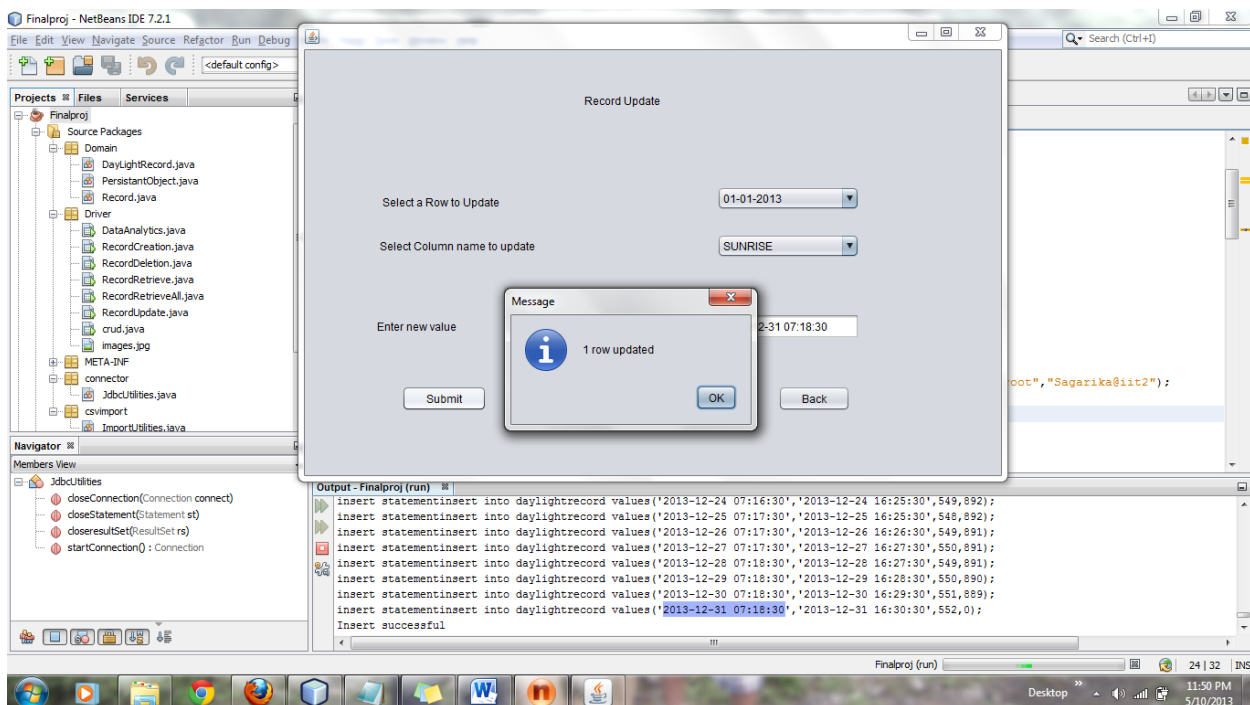 Finalproj - NetBeans IDE 7.2.1
File Edit View Navigate Source Refactor Run Debug
Search (Ctrl+I)
<default config>
Projects Files Services
Finalproj
Source Packages
Domain
DayLightRecord.java
PersistantObject.java
Record.java
Driver
DataAnalytics.java
RecordCreation.java
RecordDeletion.java
RecordRetrieve.java
RecordRetrieveAll.java
RecordUpdate.java
crud.java
images.jpg
META-INF
connector
JdbcUtilities.java
csvimport
ImportUtilities.java
Navigator
Members View
JdbcUtilities
closeConnection(Connection connect)
closeStatement(Statement st)
closeresultSet(ResultSet rs)
startConnection() : Connection
Record Update
Select a Row to Update
01-01-2013
Select Column name to update
SUNRISE
Enter new value
2-31 07:18:30
Submit
Back
Message
1 row updated
OK
oot","Sagarika@iit2");
Output - Finalproj (run)
insert statementinsert into daylightrecord values('2013-12-24 07:16:30','2013-12-24 16:25:30',549,892);
insert statementinsert into daylightrecord values('2013-12-25 07:17:30','2013-12-25 16:25:30',548,892);
insert statementinsert into daylightrecord values('2013-12-26 07:17:30','2013-12-26 16:26:30',549,891);
insert statementinsert into daylightrecord values('2013-12-27 07:17:30','2013-12-27 16:27:30',550,891);
insert statementinsert into daylightrecord values('2013-12-28 07:18:30','2013-12-28 16:27:30',549,891);
insert statementinsert into daylightrecord values('2013-12-29 07:18:30','2013-12-29 16:28:30',550,890);
insert statementinsert into daylightrecord values('2013-12-30 07:18:30','2013-12-30 16:29:30',551,889);
insert statementinsert into daylightrecord values('2013-12-31 07:18:30','2013-12-31 16:30:30',552,0);
Insert successful
Finalproj (run)
24 | 32 INS
Desktop
11:50 PM
5/10/2013